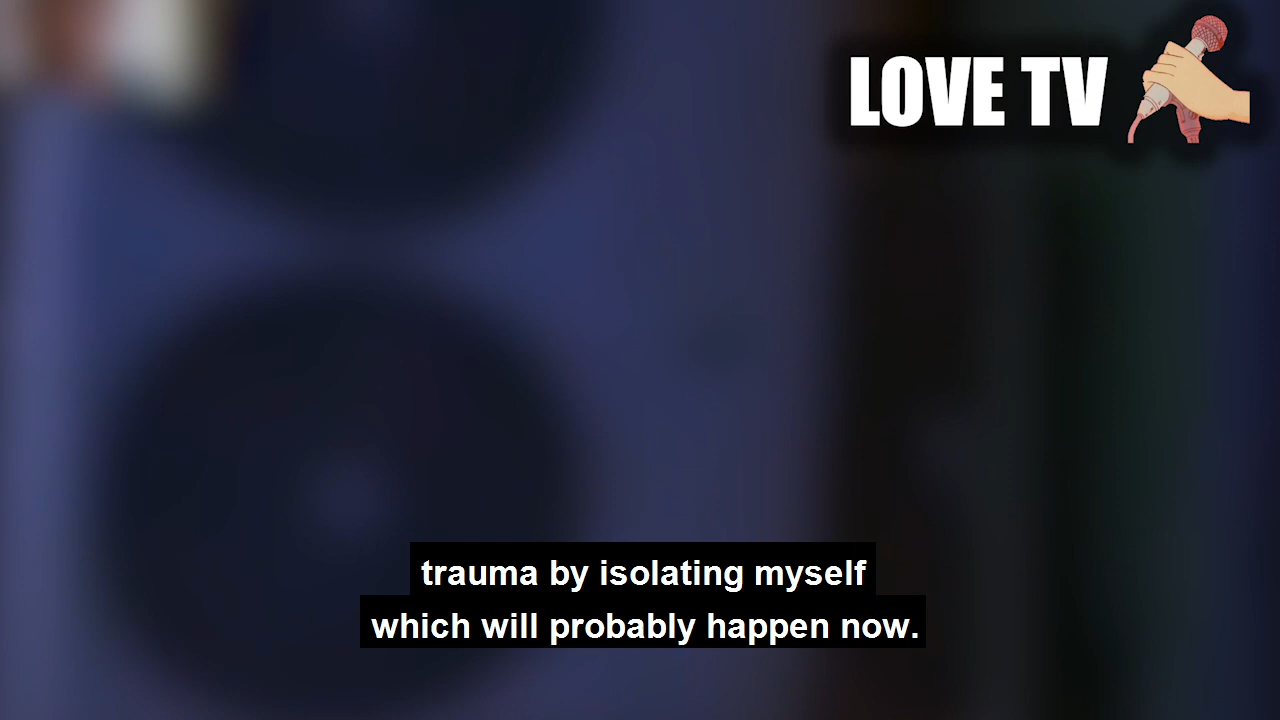 LOVE TV
trauma by isolating myself
which will probably happen now.